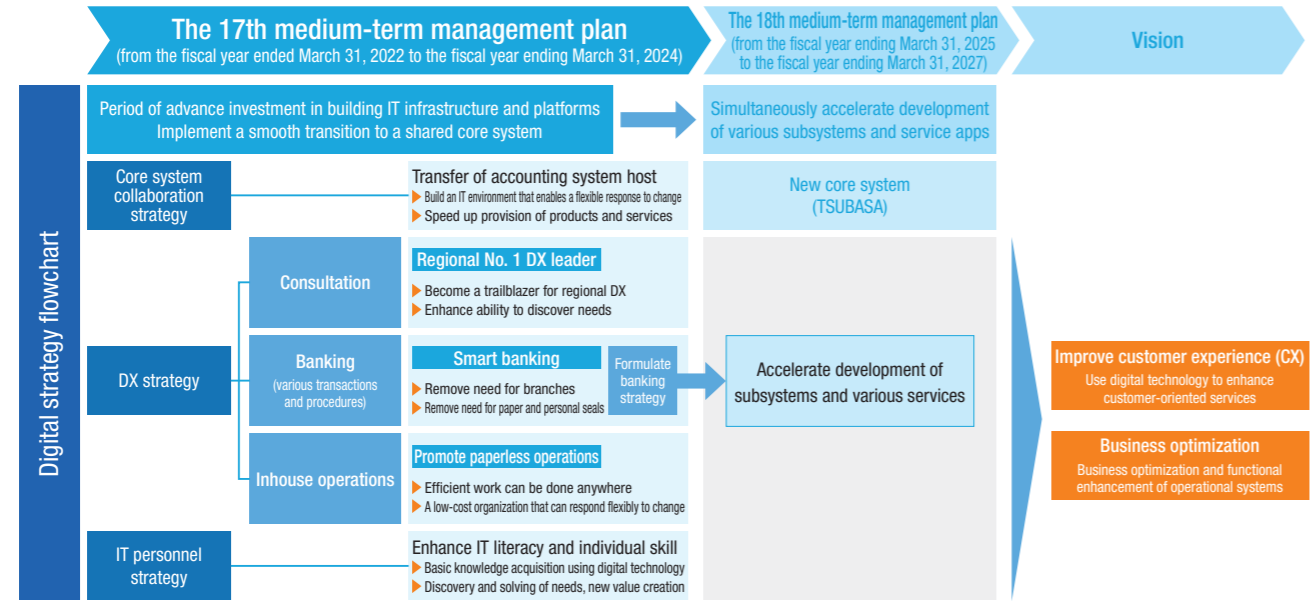 The 17th medium-term management plan
(from the fiscal year ended March 31, 2022 to the fiscal year ending March 31, 2024)
The 18th medium-term management plan
(from the fiscal year ending March 31, 2025
to the fiscal year ending March 31, 2027)
Vision
Digital strategy flowchart
Period of advance investment in building IT infrastructure and platforms
Implement a smooth transition to a shared core system
Simultaneously accelerate development
of various subsystems and service apps
Core system
collaboration
strategy
Transfer of accounting system host
Build an IT environment that enables a flexible response to change
Speed up provision of products and services
New core system
(TSUBASA)
DX strategy
Consultation
Regional No. 1 DX leader
Become a trailblazer for regional DX
Enhance ability to discover needs
Banking
(various transactions
and procedures)
Smart banking
Remove need for branches
Remove need for paper and personal seals
Formulate
banking
strategy
Accelerate development of
subsystems and various services
Inhouse operations
Promote paperless operations
Efficient work can be done anywhere
A low-cost organization that can respond flexibly to change
IT personnel
strategy
Enhance IT literacy and individual skill
Basic knowledge acquisition using digital technology
Discovery and solving of needs, new value creation
Improve customer experience (CX)
Use digital technology to enhance
customer-oriented services
Business optimization
Business optimization and functional
enhancement of operational systems